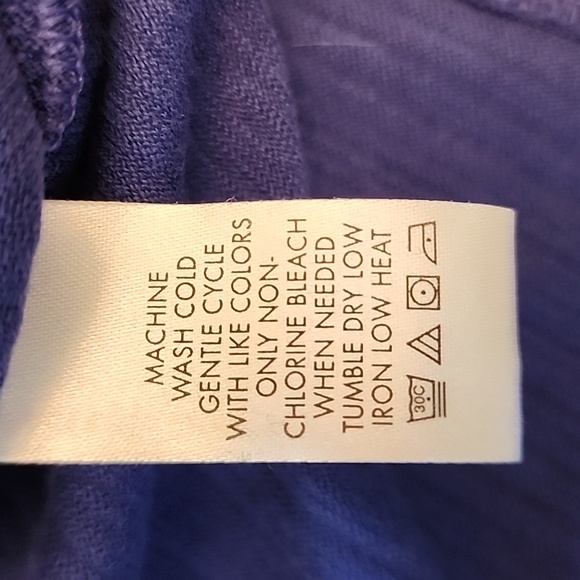 MACHINE
WASH COLD
GENTLE CYCLE
WITH LIKE COLORS
ONLY NON-
CHLORINE BLEACH
WHEN NEEDED
TUMBLE DRY LOW
IRON LOW HEAT
30C